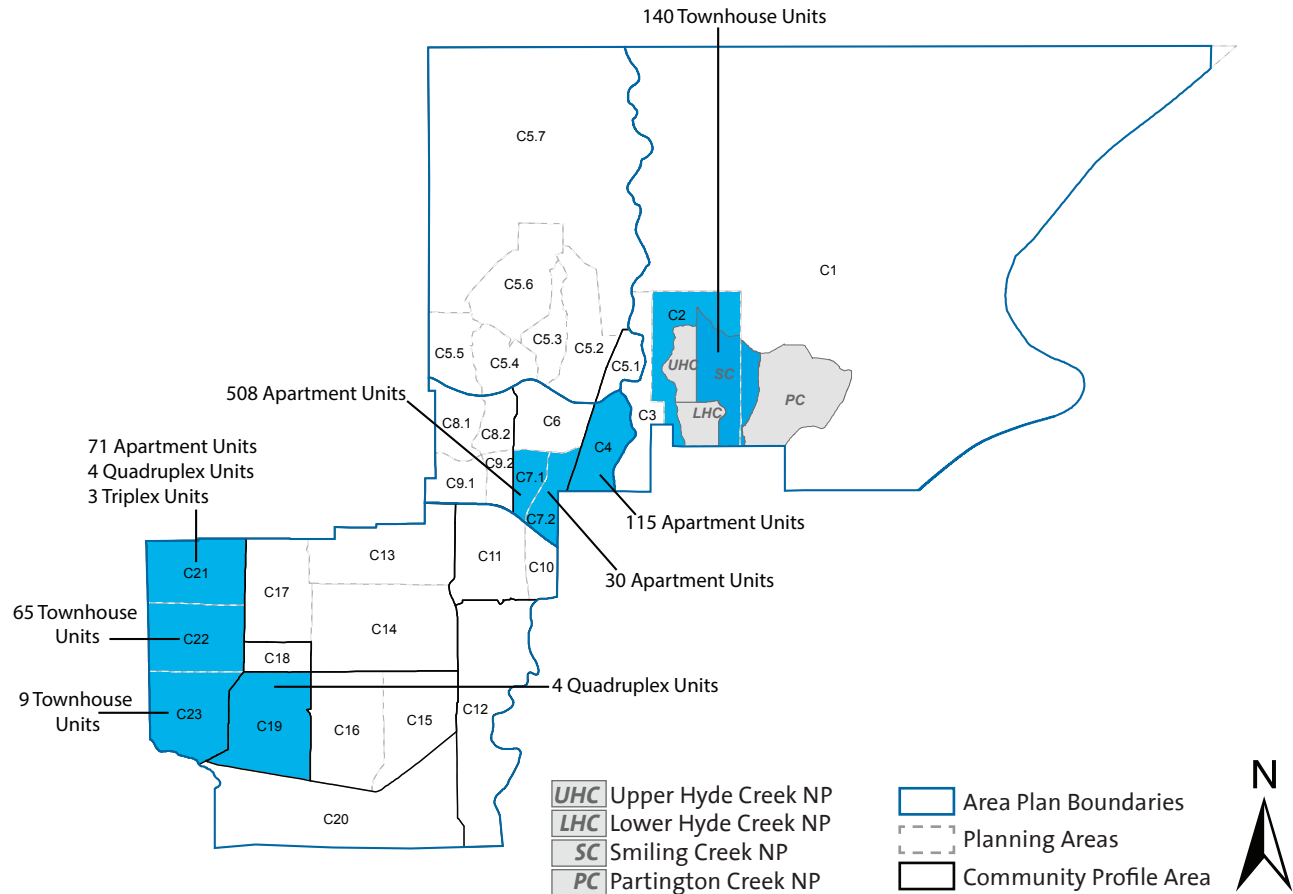 140 Townhouse Units
C5.7
C1
C5.6
C2
C5.3
C5.2
C5.5
C5.4
C5.1
UHC
SC
508 Apartment Units
PC
LHC
C3
C8.1
C8.2
C6
71 Apartment Units
4 Quadruplex Units
3 Triplex Units
C4
C9.2
C9.1
C7.1
C7.2
115 Apartment Units
C13
C11
C10
30 Apartment Units
C21
C17
65 Townhouse
Units
C22
C14
C18
4 Quadruplex Units
9 Townhouse
Units
C23
C19
C16
C15
C12
C20
N
UHC Upper Hyde Creek NP
LHC Lower Hyde Creek NP
SC Smiling Creek NP
PC Partington Creek NP
Area Plan Boundaries
Planning Areas
Community Profile Area